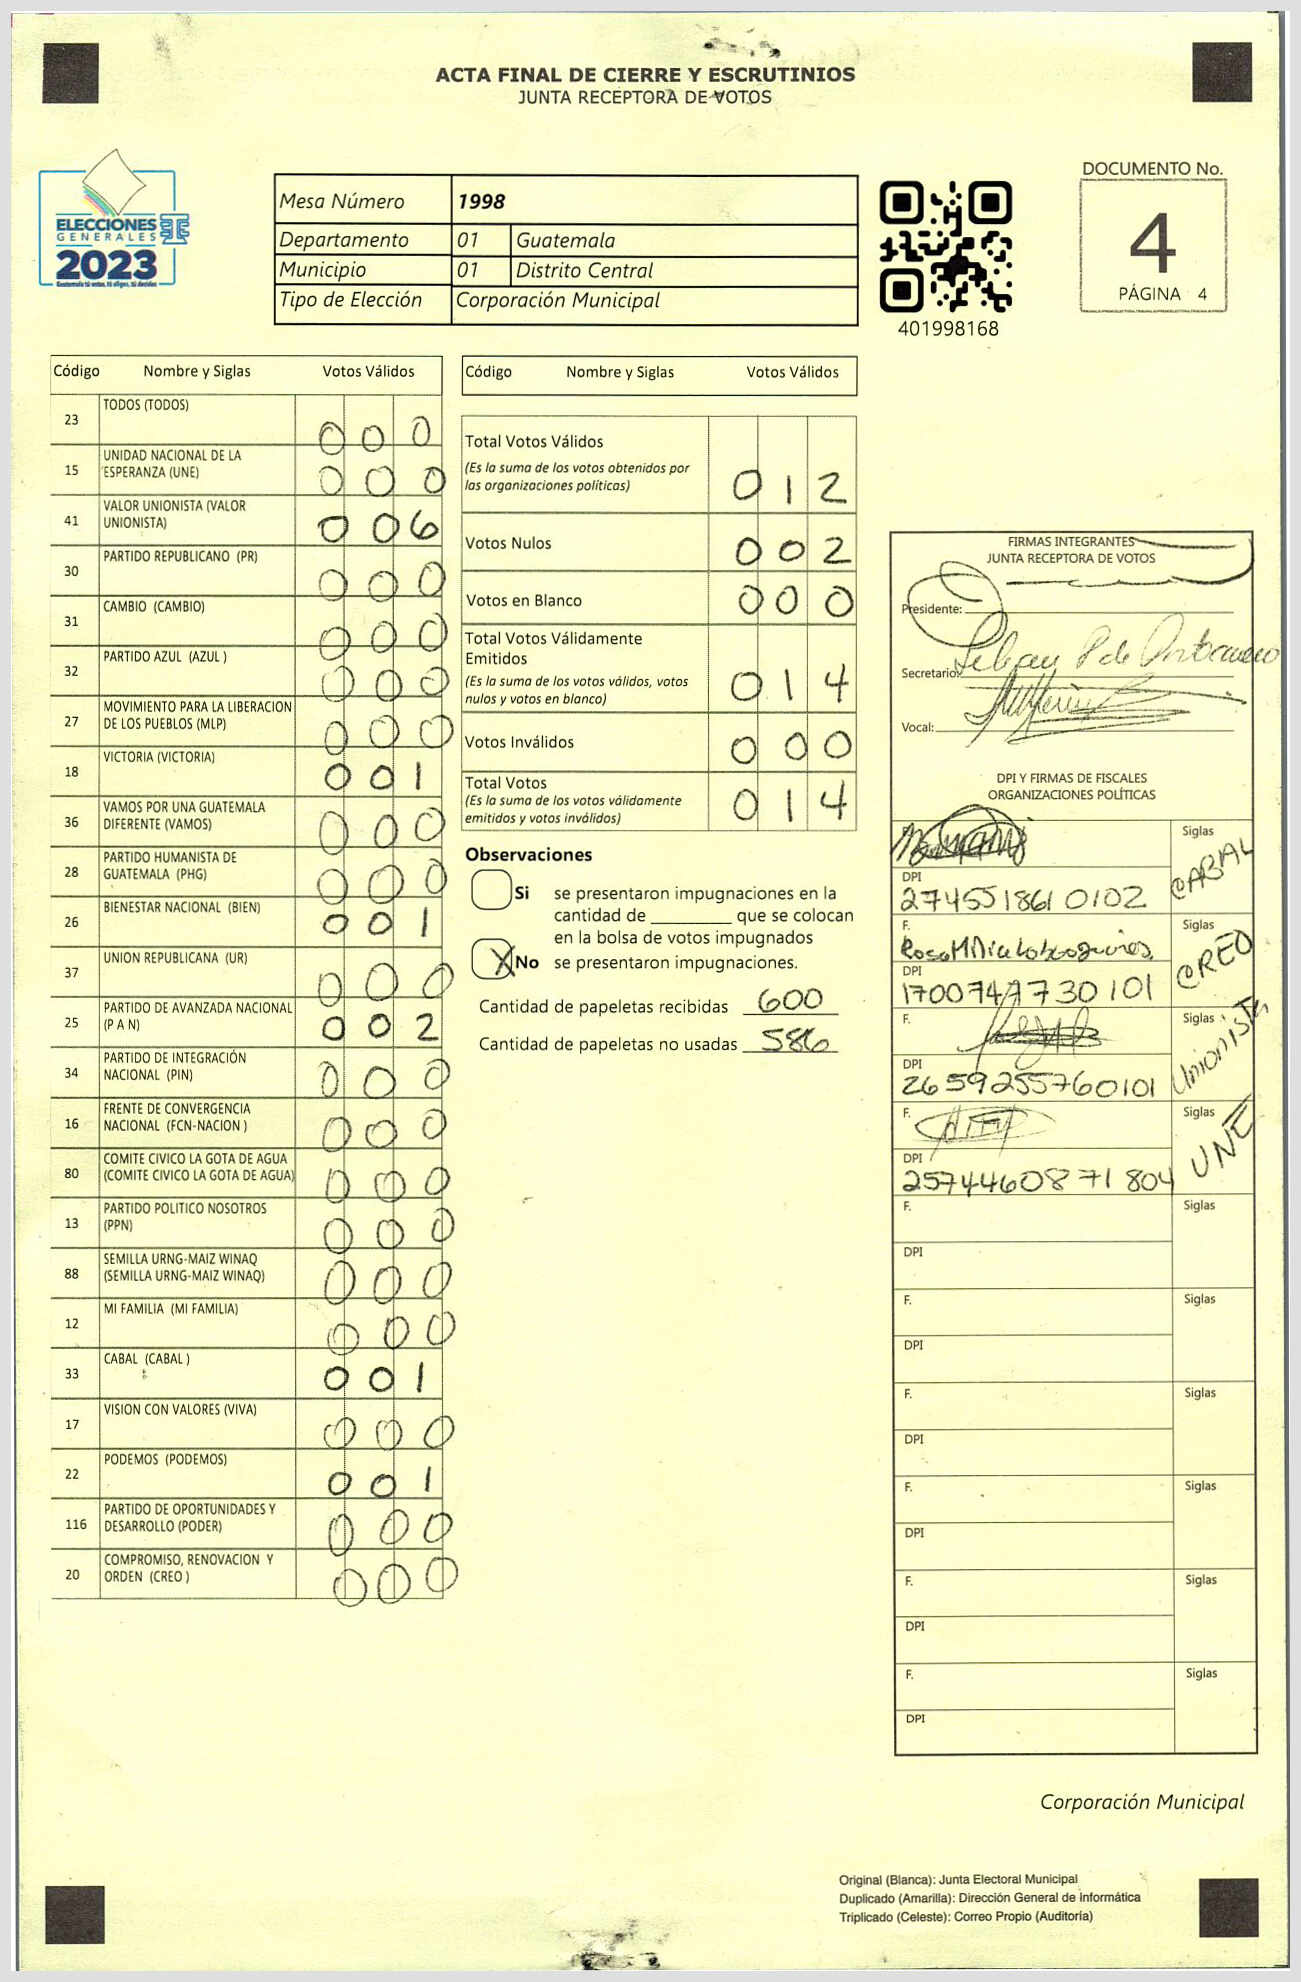 ACTA FINAL DE CIERRE Y ESCRUTINIOS
JUNTA RECEPTORA DE VOTOS
ELECCIONES
GENERALES
2023
Guatemala tú votas, tú eliges, tú decides
Mesa Número 1998
Departamento 01 Guatemala
Municipio 01 Distrito Central
Tipo de Elección Corporación Municipal
401998168
DOCUMENTO No.
4
PÁGINA 4
Código Nombre y Siglas Votos Válidos
23 TODOS (TODOS) 0 0 0
15 UNIDAD NACIONAL DE LA ESPERANZA (UNE) 0 0 0
41 VALOR UNIONISTA (VALOR UNIONISTA) 0 0 6
30 PARTIDO REPUBLICANO (PR) 0 0 0
31 CAMBIO (CAMBIO) 0 0 0
32 PARTIDO AZUL (AZUL ) 0 0 0
27 MOVIMIENTO PARA LA LIBERACION DE LOS PUEBLOS (MLP) 0 0 0
18 VICTORIA (VICTORIA) 0 0 1
36 VAMOS POR UNA GUATEMALA DIFERENTE (VAMOS) 0 0 0
28 PARTIDO HUMANISTA DE GUATEMALA (PHG) 0 0 0
26 BIENESTAR NACIONAL (BIEN) 0 0 1
37 UNION REPUBLICANA (UR) 0 0 0
25 PARTIDO DE AVANZADA NACIONAL (P A N) 0 0 2
34 PARTIDO DE INTEGRACIÓN NACIONAL (PIN) 0 0 0
16 FRENTE DE CONVERGENCIA NACIONAL (FCN-NACION ) 0 0 0
80 COMITE CIVICO LA GOTA DE AGUA (COMITE CIVICO LA GOTA DE AGUA) 0 0 0
13 PARTIDO POLITICO NOSOTROS (PPN) 0 0 0
88 SEMILLA URNG-MAIZ WINAQ (SEMILLA URNG-MAIZ WINAQ) 0 0 0
12 MI FAMILIA (MI FAMILIA) 0 0 0
33 CABAL (CABAL ) 0 0 1
17 VISION CON VALORES (VIVA) 0 0 0
22 PODEMOS (PODEMOS) 0 0 1
116 PARTIDO DE OPORTUNIDADES Y DESARROLLO (PODER) 0 0 0
20 COMPROMISO, RENOVACION Y ORDEN (CREO ) 0 0 0
Código Nombre y Siglas Votos Válidos
Total Votos Válidos 0 1 2
(Es la suma de los votos obtenidos por
las organizaciones políticas)
Votos Nulos 0 0 2
Votos en Blanco 0 0 0
Total Votos Válidamente
Emitidos 0 1 4
(Es la suma de los votos válidos, votos
nulos y votos en blanco)
Votos Inválidos 0 0 0
Total Votos 0 1 4
(Es la suma de los votos válidamente
emitidos y votos inválidos)
Observaciones
Si se presentaron impugnaciones en la
cantidad de ________ que se colocan
en la bolsa de votos impugnados
X No se presentaron impugnaciones.
Cantidad de papeletas recibidas 600
Cantidad de papeletas no usadas 586
FIRMAS INTEGRANTES
JUNTA RECEPTORA DE VOTOS
Presidente:
Secretario:
Vocal:
DPI Y FIRMAS DE FISCALES
ORGANIZACIONES POLÍTICAS
Siglas CABAL
DPI
2745518610102
F. Siglas CREO
DPI
F. Siglas Unionista
DPI
2659255760101
F. Siglas UNE
DPI
2574460871804
F. Siglas
DPI
F. Siglas
DPI
F. Siglas
DPI
F. Siglas
DPI
F. Siglas
DPI
F. Siglas
DPI
Corporación Municipal
Original (Blanca): Junta Electoral Municipal
Duplicado (Amarilla): Dirección General de Informática
Triplicado (Celeste): Correo Propio (Auditoría)